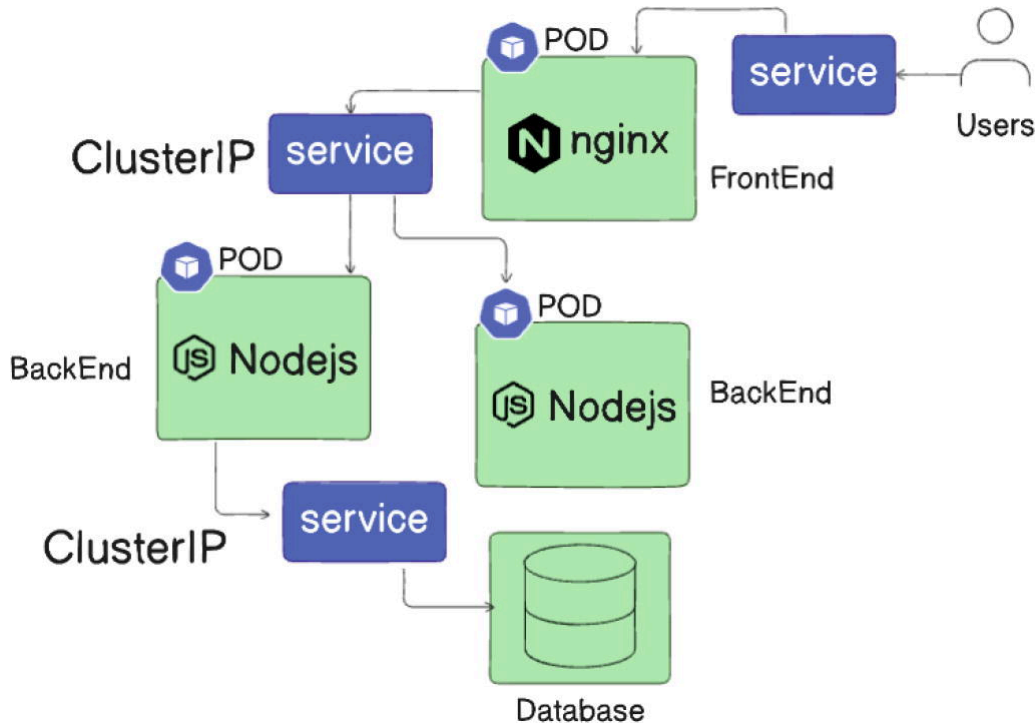 POD
service
Users
nginx
FrontEnd
ClusterIP
service
POD
Nodejs
BackEnd
POD
Nodejs
BackEnd
service
ClusterIP
Database